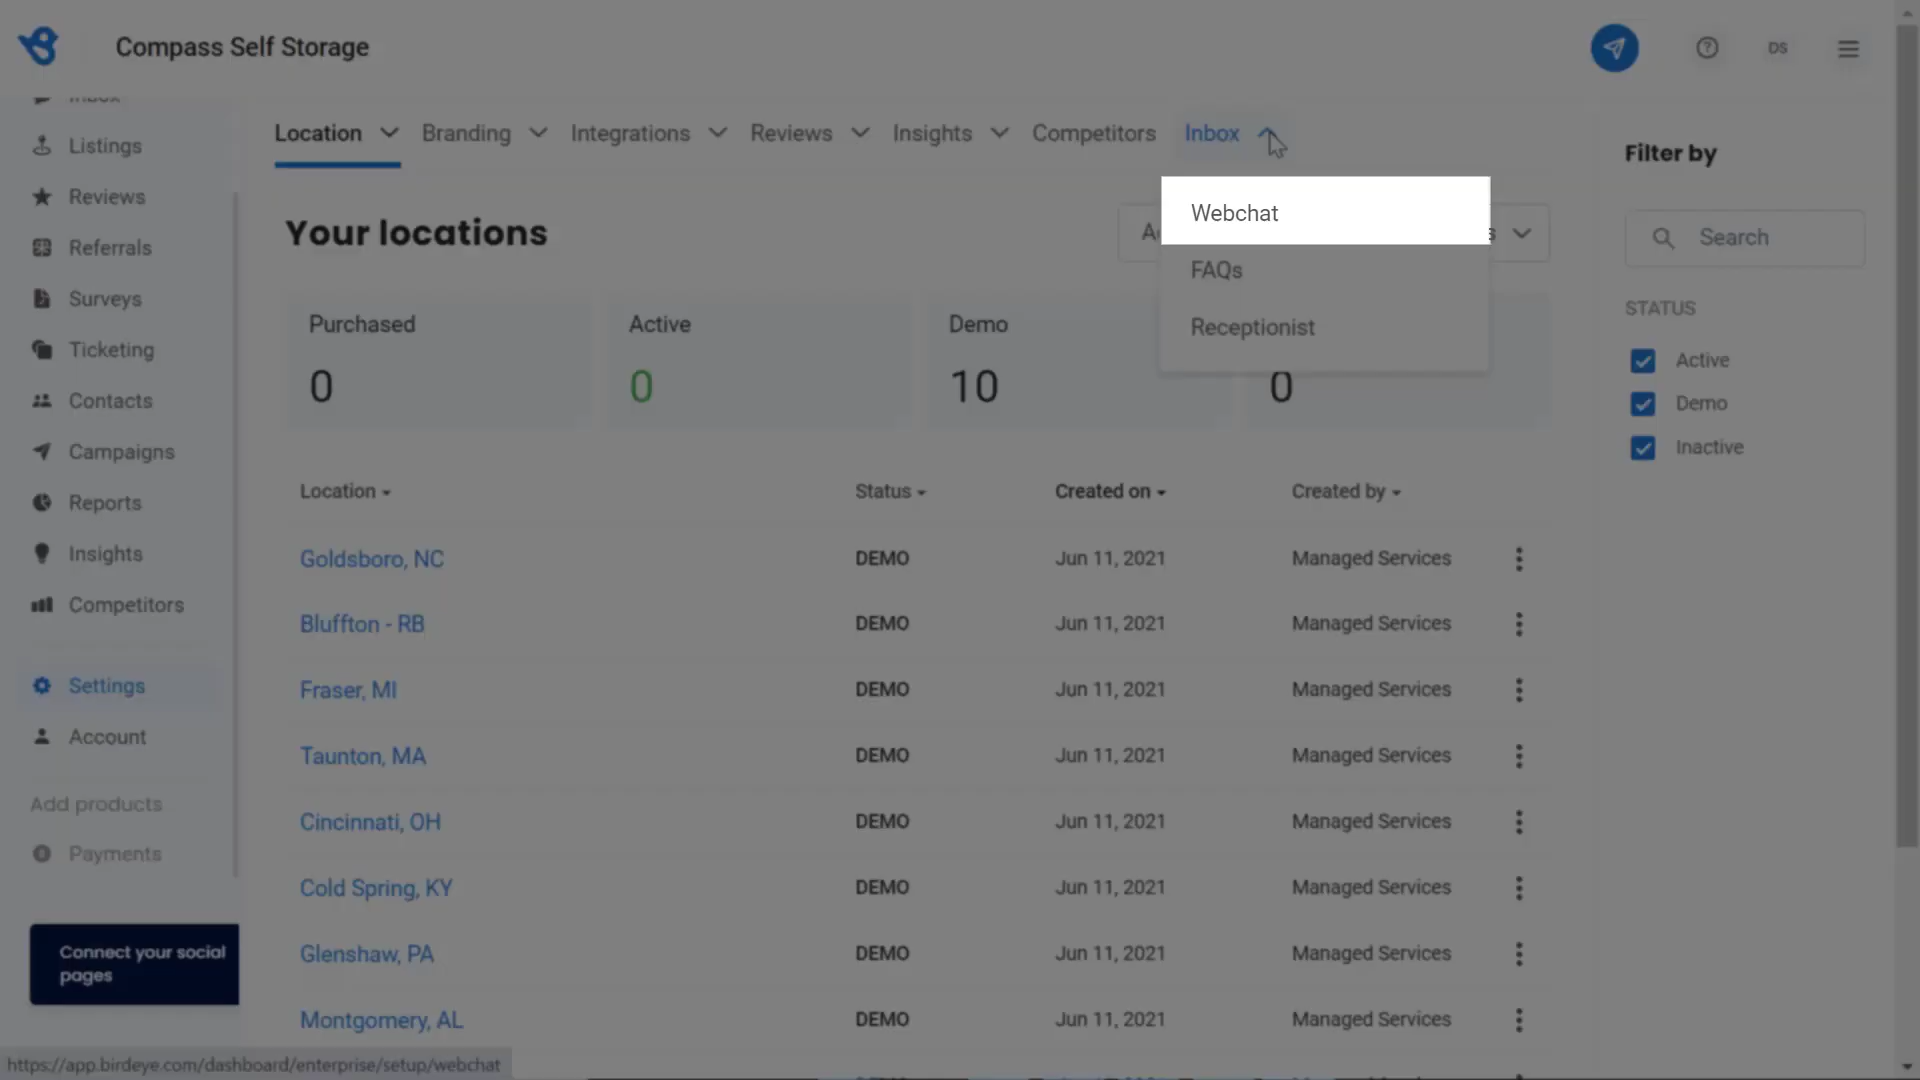 Compass Self Storage
DS
Inbox
Listings
Reviews
Referrals
Surveys
Ticketing
Contacts
Campaigns
Reports
Insights
Competitors
Settings
Account
Add products
Payments
Connect your social
pages
Location Branding Integrations Reviews Insights Competitors Inbox
Webchat
FAQs
Receptionist
Your locations
Purchased Active Demo
0 0 10 0
Location Status Created on Created by
Goldsboro, NC DEMO Jun 11, 2021 Managed Services
Bluffton - RB DEMO Jun 11, 2021 Managed Services
Fraser, MI DEMO Jun 11, 2021 Managed Services
Taunton, MA DEMO Jun 11, 2021 Managed Services
Cincinnati, OH DEMO Jun 11, 2021 Managed Services
Cold Spring, KY DEMO Jun 11, 2021 Managed Services
Glenshaw, PA DEMO Jun 11, 2021 Managed Services
Montgomery, AL DEMO Jun 11, 2021 Managed Services
Filter by
Search
STATUS
Active
Demo
Inactive
https://app.birdeye.com/dashboard/enterprise/setup/webchat